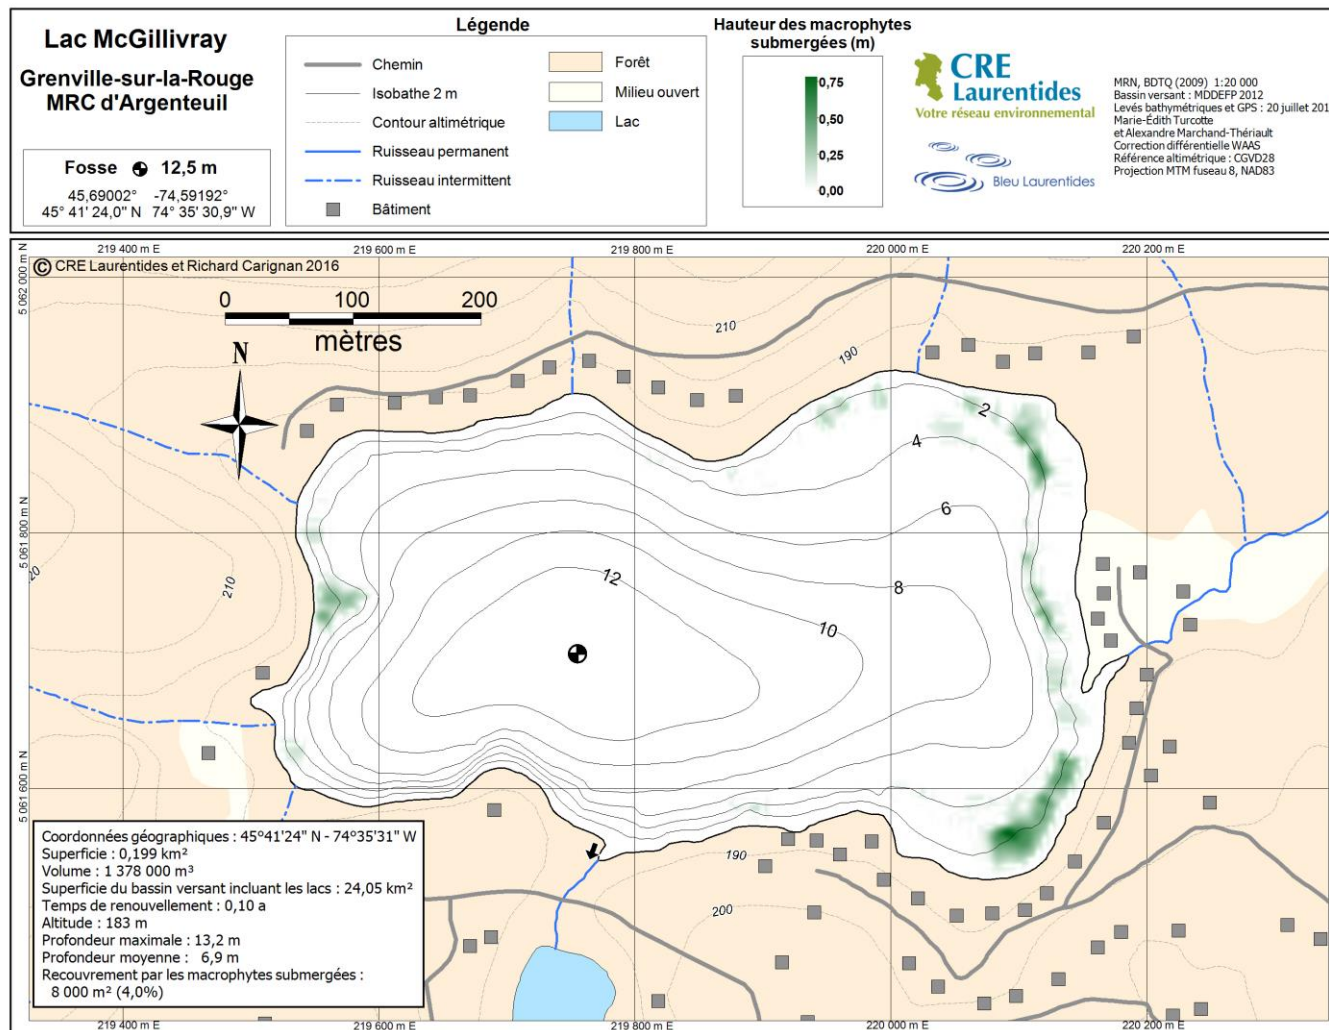 Lac McGillivray
Grenville-sur-la-Rouge
MRC d'Argenteuil
Fosse 12,5 m
45,69002° -74,59192°
45° 41' 24,0" N 74° 35' 30,9" W
Légende
Chemin
Isobathe 2 m
Contour altimétrique
Ruisseau permanent
Ruisseau intermittent
Bâtiment
Forêt
Milieu ouvert
Lac
Hauteur des macrophytes
submergées (m)
0,75
0,50
0,25
0,00
CRE
Laurentides
Votre réseau environnemental
Bleu Laurentides
MRN, BDTQ (2009) 1:20 000
Bassin versant : MDDEFP 2012
Levés bathymétriques et GPS : 20 juillet 201
Marie-Édith Turcotte
et Alexandre Marchand-Thériault
Correction différentielle WAAS
Référence altimétrique : CGVD28
Projection MTM fuseau 8, NAD83
219 400 m E
219 600 m E
219 800 m E
220 000 m E
220 200 m E
© CRE Laurentides et Richard Carignan 2016
5 062 000 m N
0 100 200
mètres
N
210
190
2
4
6
8
10
12
5 061 800 m N
20
210
5 061 600 m N
190
200
Coordonnées géographiques : 45°41'24" N - 74°35'31" W
Superficie : 0,199 km²
Volume : 1 378 000 m³
Superficie du bassin versant incluant les lacs : 24,05 km²
Temps de renouvellement : 0,10 a
Altitude : 183 m
Profondeur maximale : 13,2 m
Profondeur moyenne : 6,9 m
Recouvrement par les macrophytes submergées :
8 000 m² (4,0%)
219 400 m E
219 600 m E
219 800 m E
220 000 m E
220 200 m E